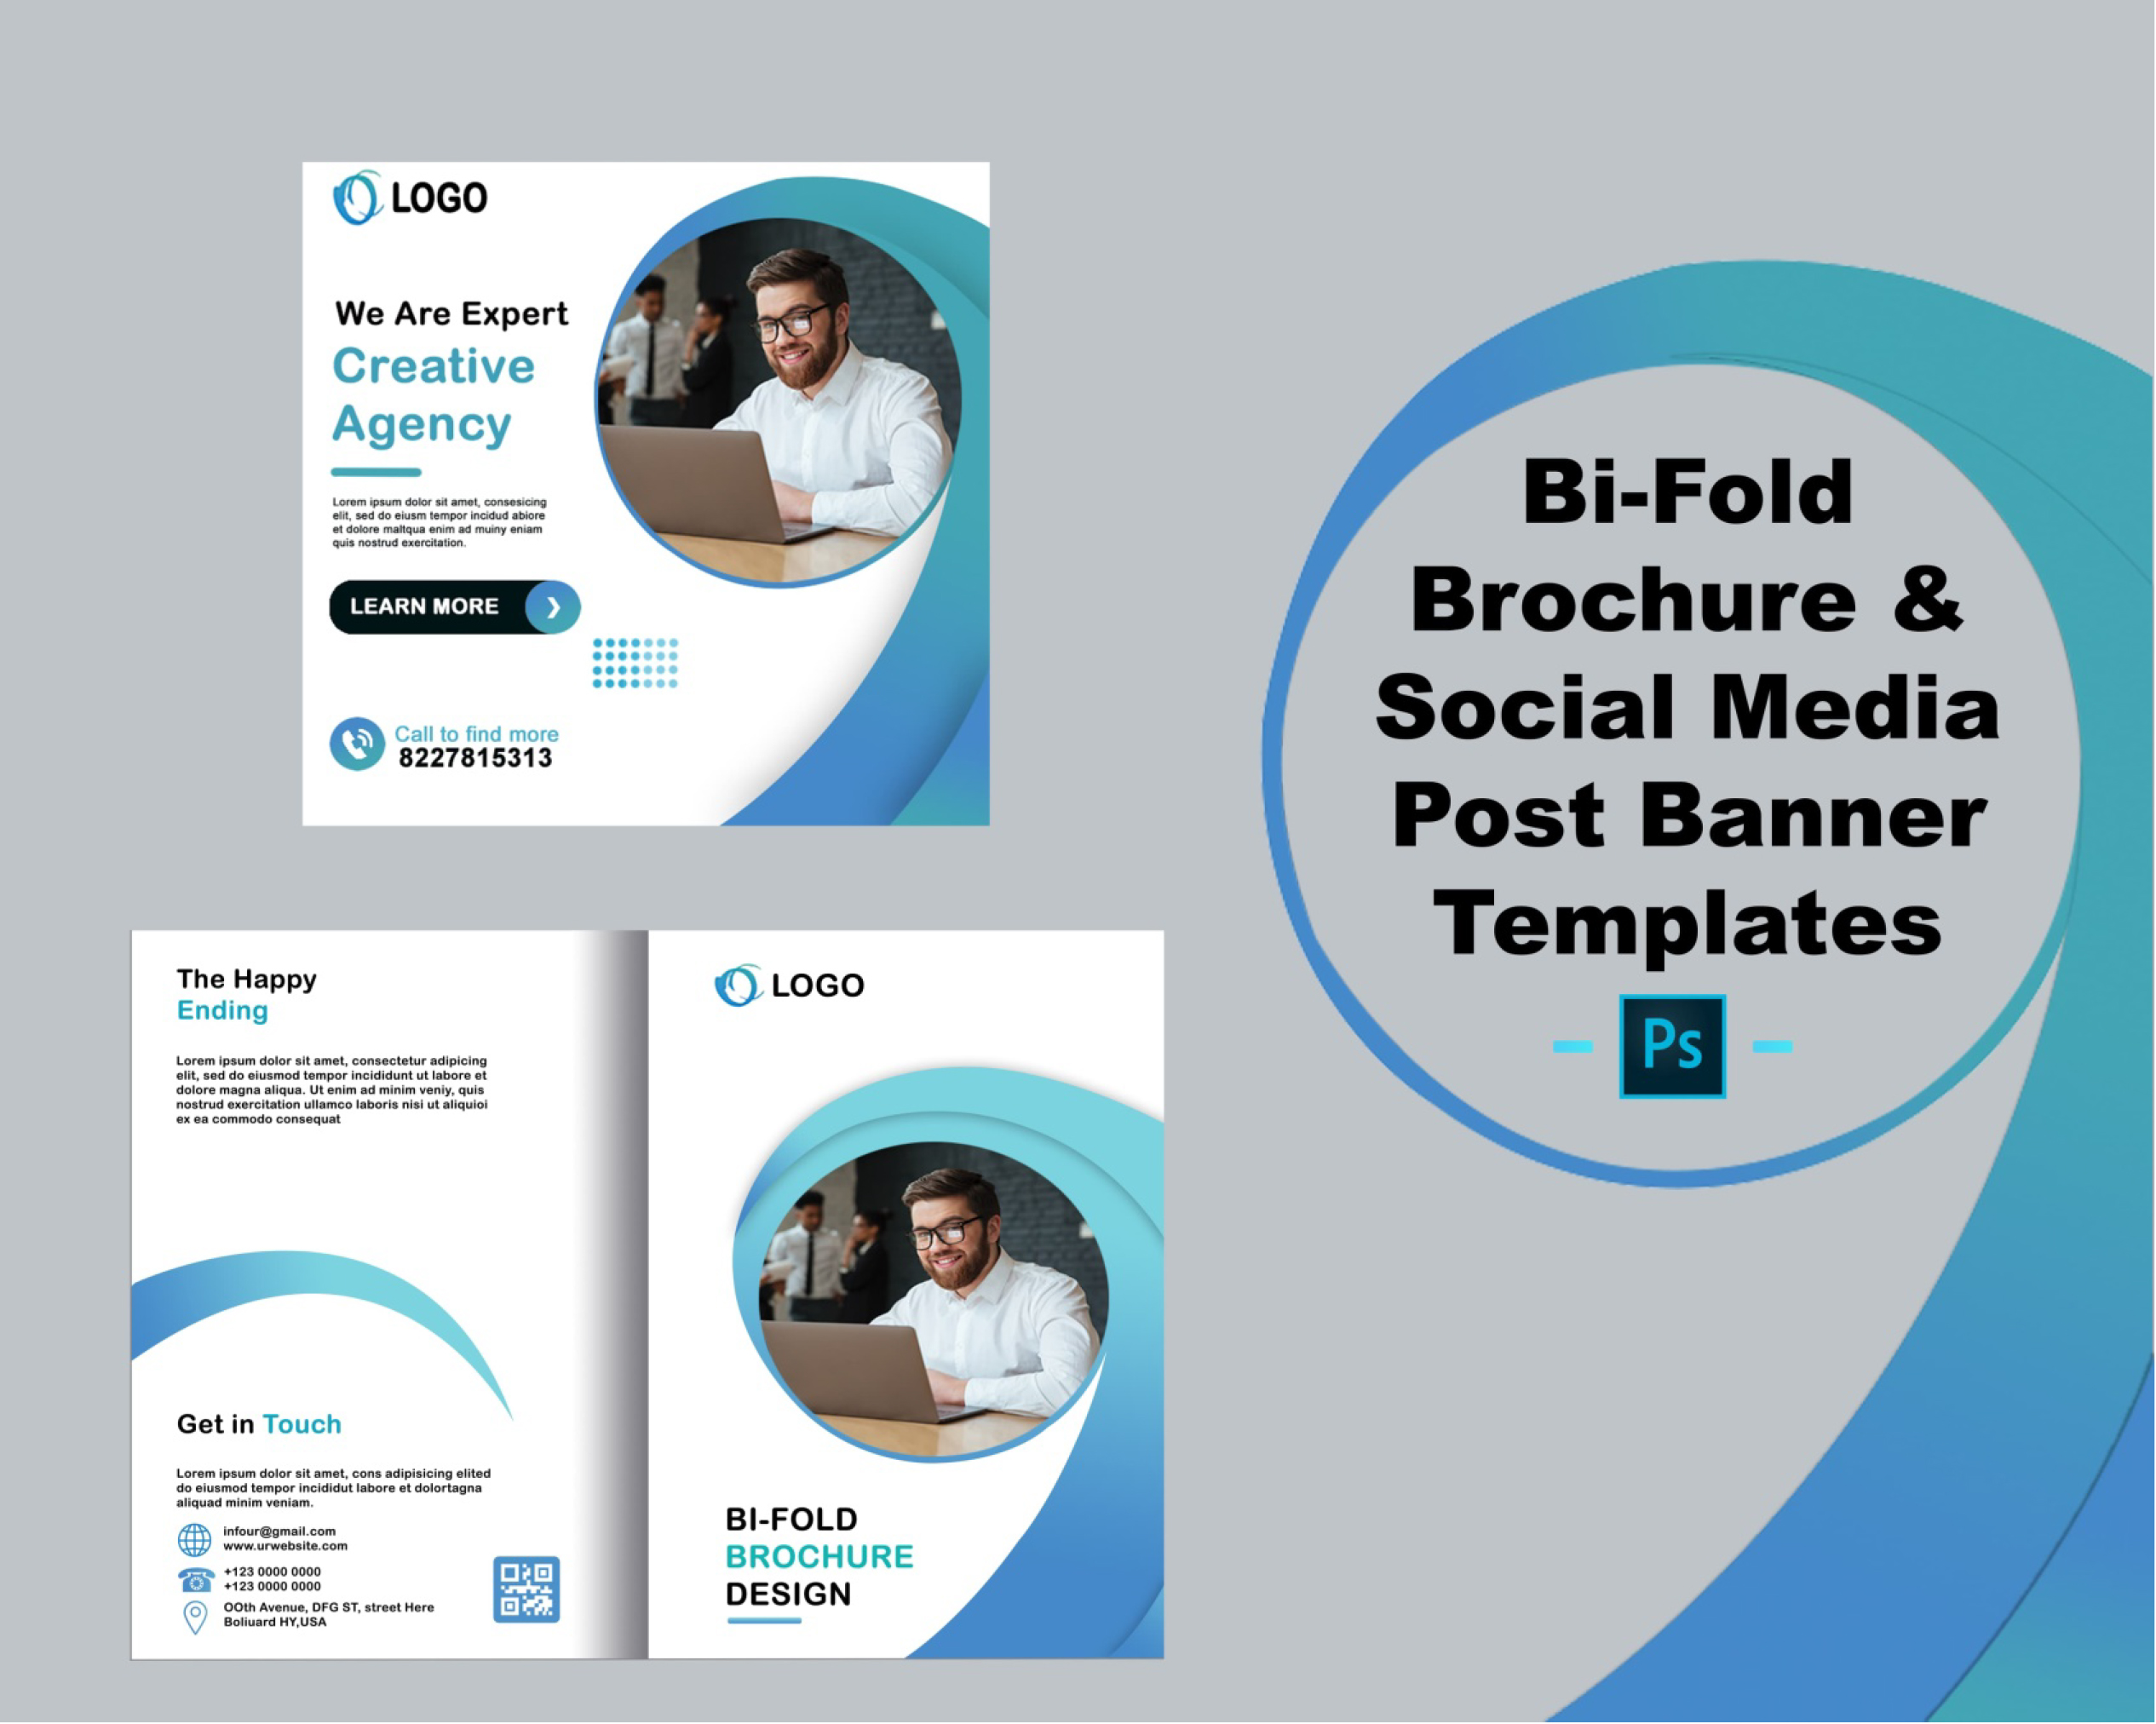 LOGO
We Are Expert
Creative
Agency
Lorem ipsum dolor sit amet, consesicing
elit, sed do eiusm tempor incidud abiore
et dolore maltqua enim ad muiny eniam
quis nostrud exercitation.
LEARN MORE
Call to find more
8227815313
The Happy
Ending
Lorem ipsum dolor sit amet, consectetur adipicing
elit, sed do eiusmod tempor incididunt ut labore et
dolore magna aliqua. Ut enim ad minim veniy, quis
nostrud exercitation ullamco laboris nisi ut aliquioi
ex ea commodo consequat
Get in Touch
Lorem ipsum dolor sit amet, cons adipisicing elited
do eiusmod tempor incididut labore et dolortagna
aliquad minim veniam.
infour@gmail.com
www.urwebsite.com
+123 0000 0000
+123 0000 0000
OOth Avenue, DFG ST, street Here
Boliuard HY,USA
LOGO
BI-FOLD
BROCHURE
DESIGN
Bi-Fold
Brochure &
Social Media
Post Banner
Templates
Ps